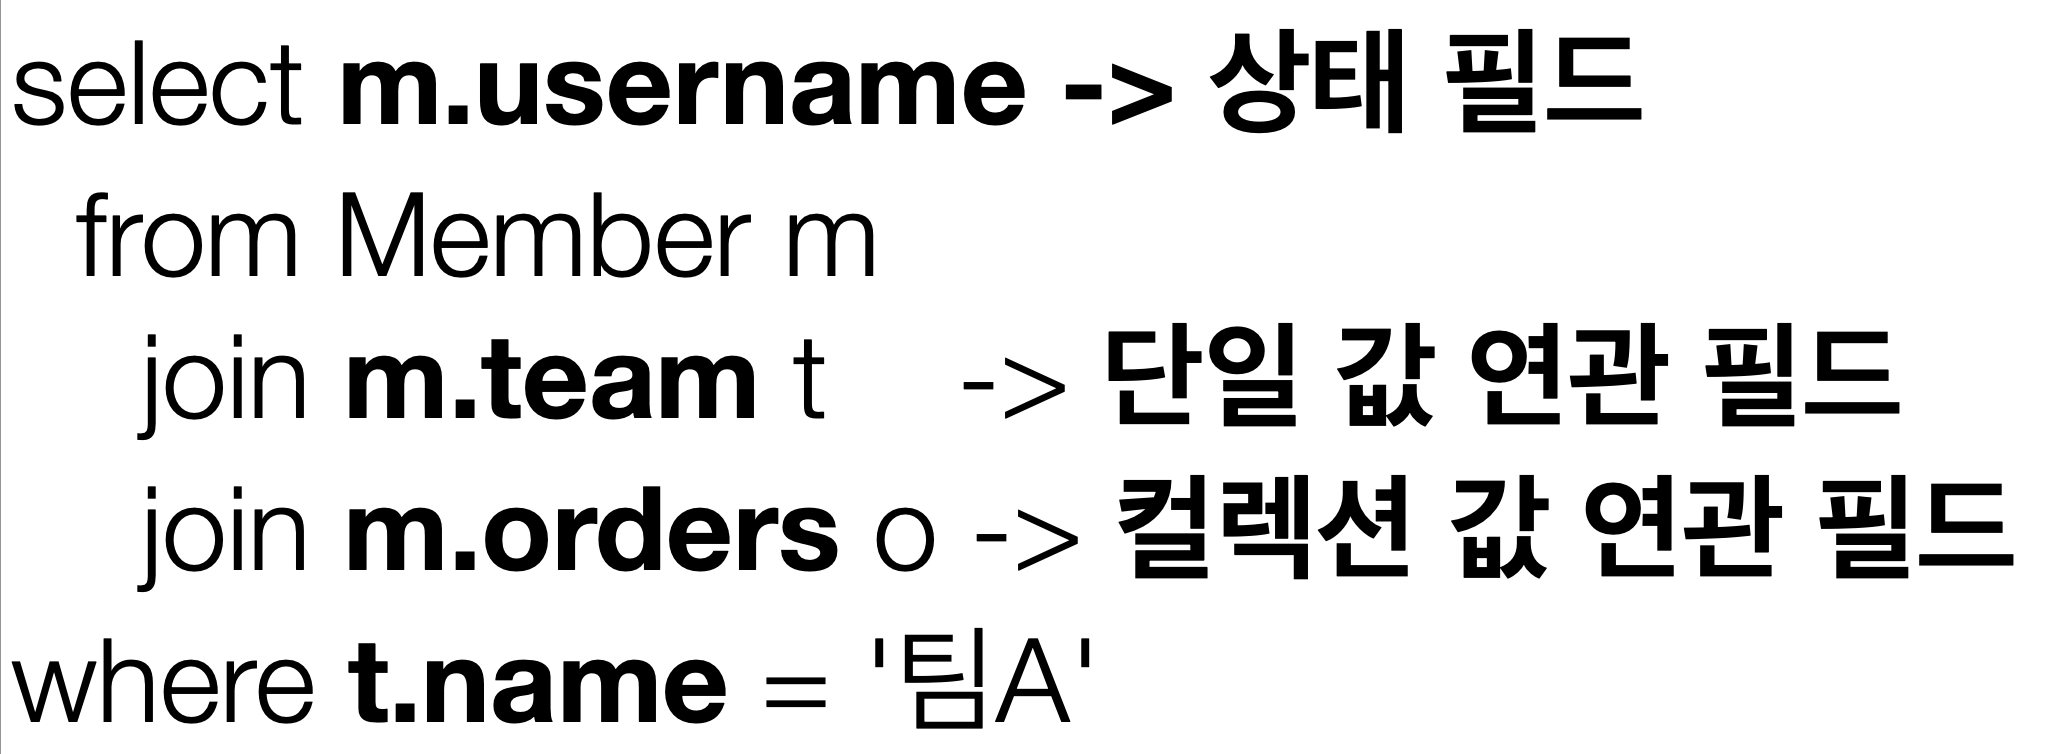 select m.username -> 상태 필드
from Member m
join m.team t -> 단일 값 연관 필드
join m.orders o -> 컬렉션 값 연관 필드
where t.name = '팀A'